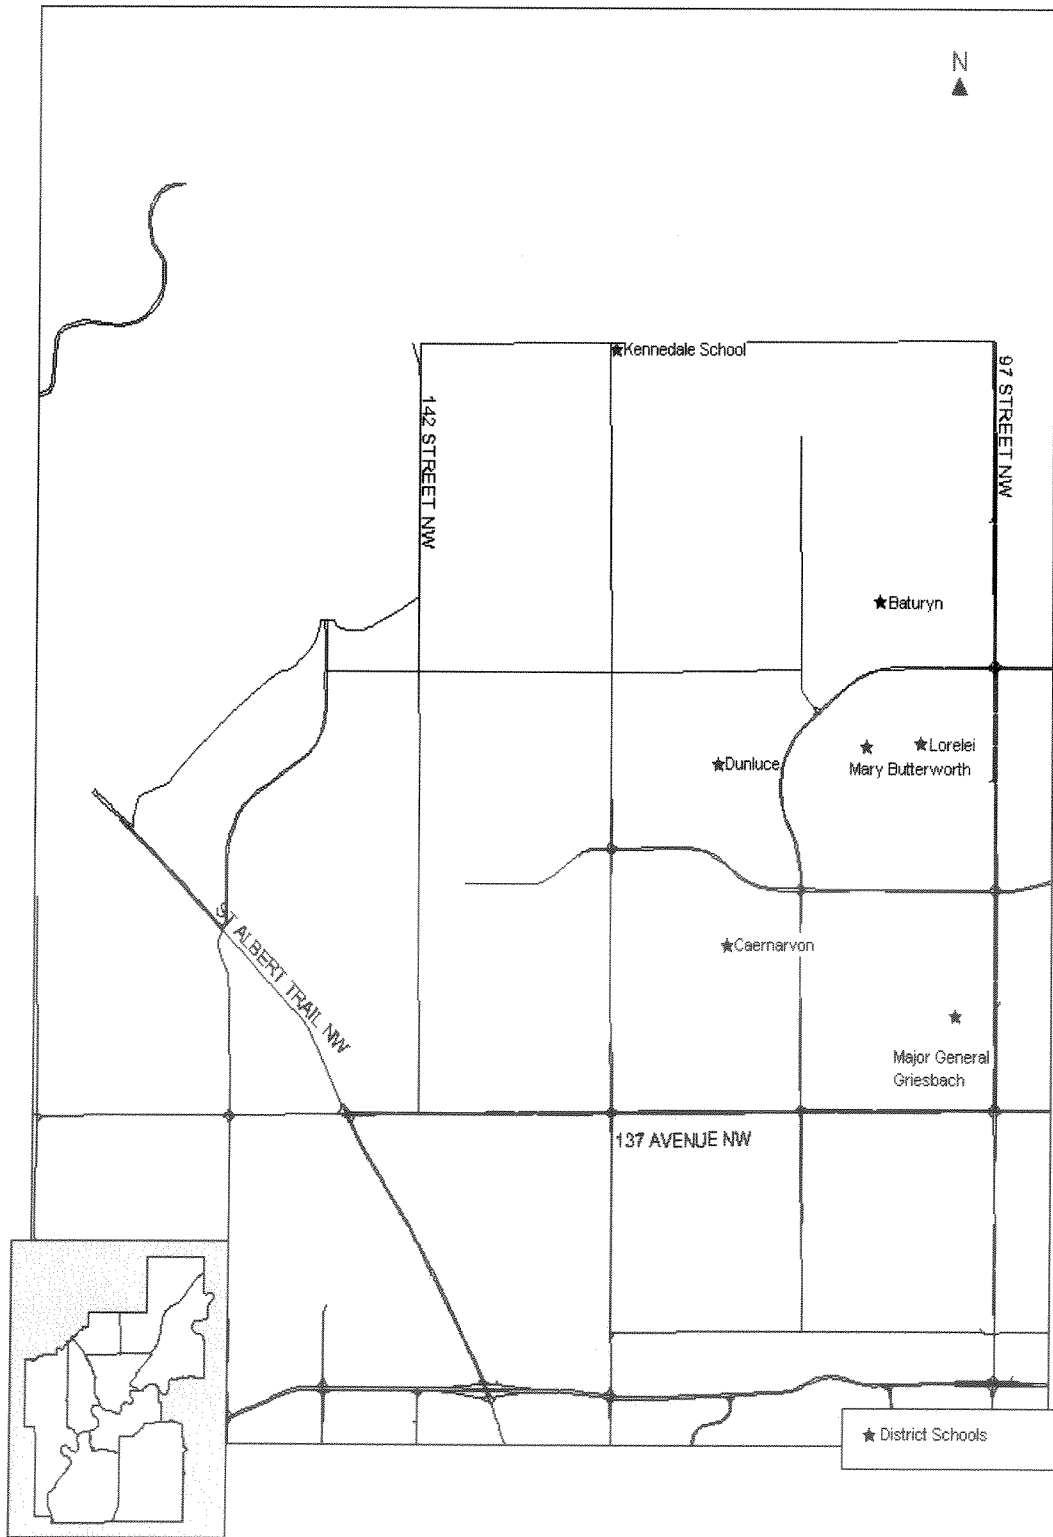 N
Kennedale School
97 STREET NW
142 STREET NW
Baturyn
Lorelei
Mary Butterworth
Dunluce
ST ALBERT TRAIL NW
Caernarvon
Major General
Griesbach
137 AVENUE NW
District Schools